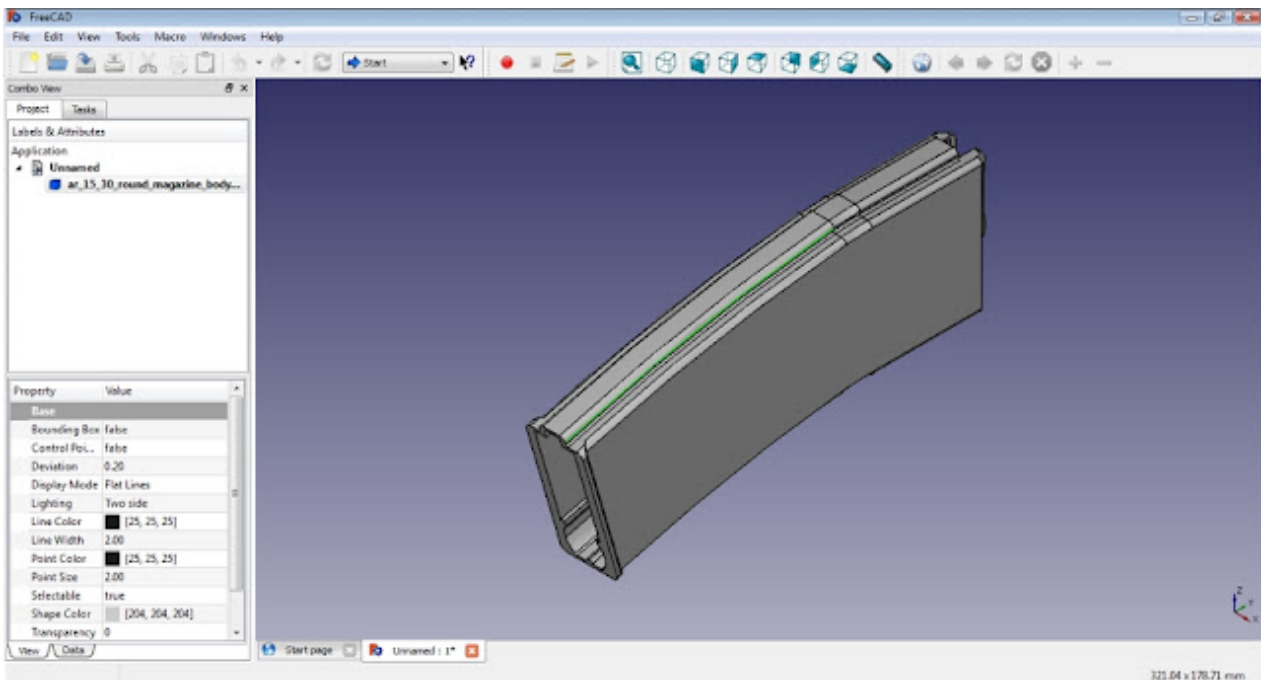 FreeCAD
File Edit View Tools Macro Windows Help
Start
Combo View
Project Tasks
Labels & Attributes
Application
Unnamed
ar_15_30_round_magazine_body...
Property Value
Base
Bounding Box false
Control Poi... false
Deviation 0.20
Display Mode Flat Lines
Lighting Two side
Line Color [25, 25, 25]
Line Width 2.00
Point Color [25, 25, 25]
Point Size 2.00
Selectable true
Shape Color [204, 204, 204]
Transparency 0
View Data
Start page Unnamed : 1*
Z
Y
X
321.04 x 178.71 mm